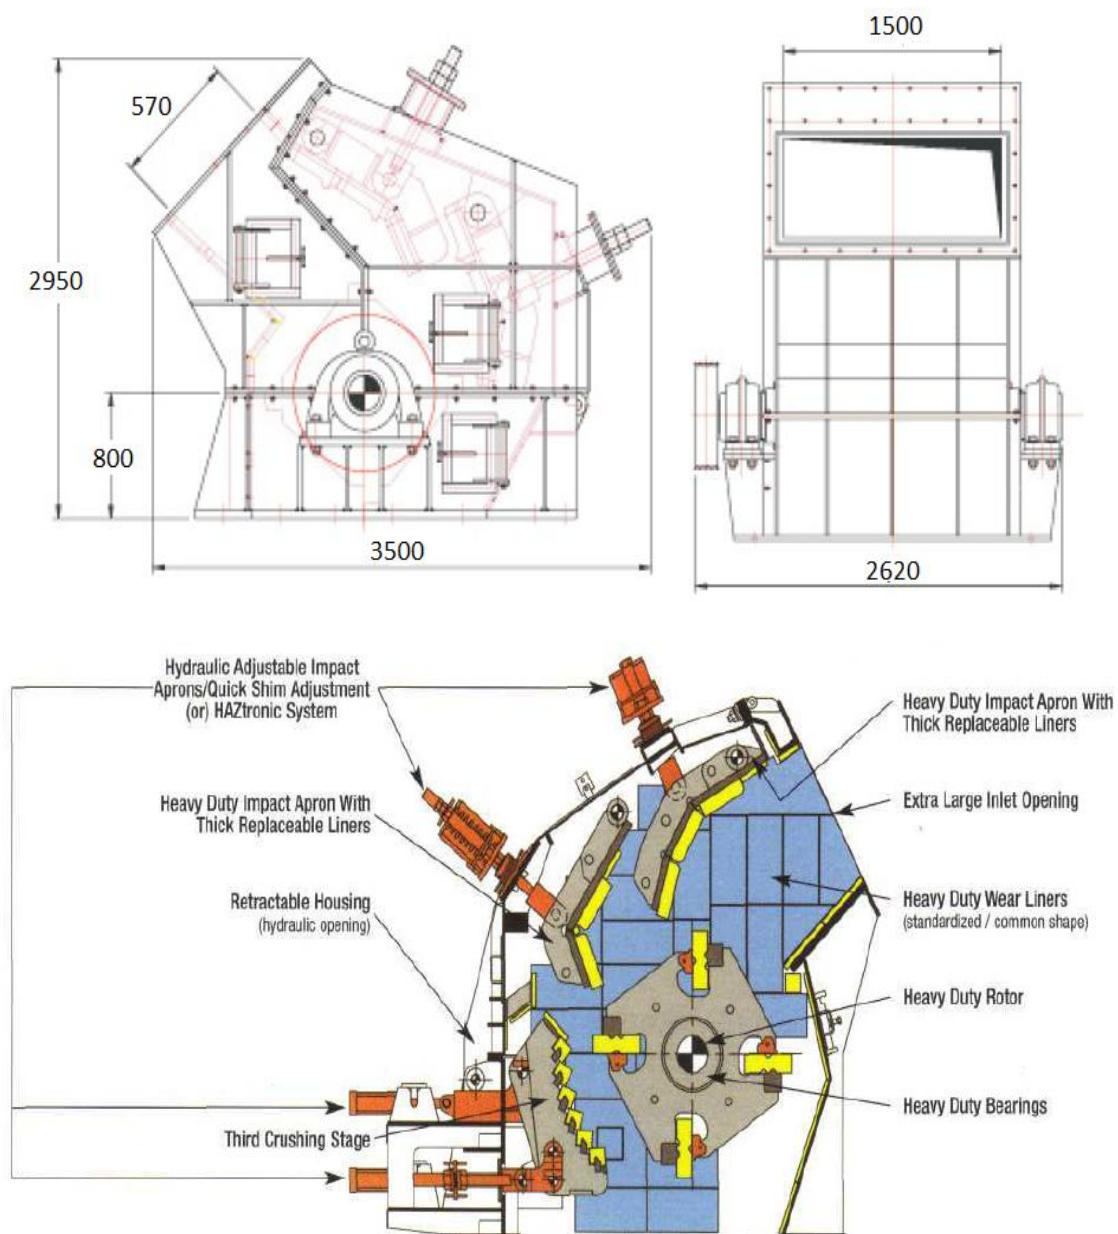 1500
570
2950
800
3500
2620
Hydraulic Adjustable Impact
Aprons/Quick Shim Adjustment
(or) HAZtronic System
Heavy Duty Impact Apron With
Thick Replaceable Liners
Heavy Duty Impact Apron With
Thick Replaceable Liners
Extra Large Inlet Opening
Retractable Housing
(hydraulic opening)
Heavy Duty Wear Liners
(standardized / common shape)
Heavy Duty Rotor
Third Crushing Stage
Heavy Duty Bearings